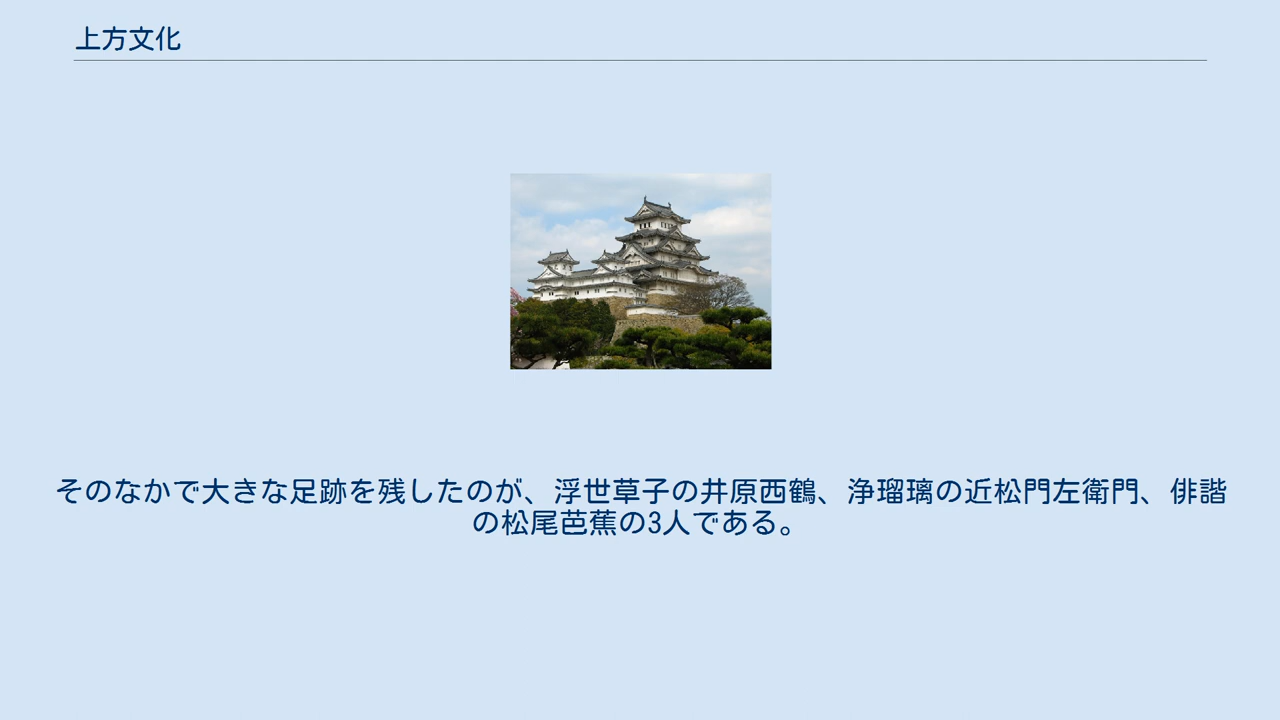 上方文化
そのなかで大きな足跡を残したのが、浮世草子の井原西鶴、浄瑠璃の近松門左衛門、俳諧
の松尾芭蕉の3人である。